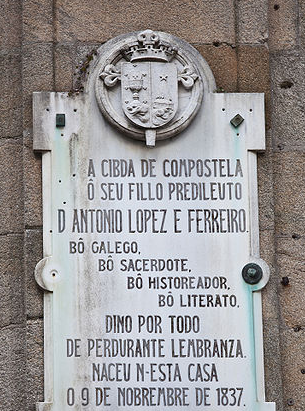 A CIBDA DE COMPOSTELA
Ô SEU FILLO PREDILEUTO
D ANTONIO LOPEZ E FERREIRO.
BÔ GALEGO,
BÔ SACERDOTE,
BÔ HISTOREADOR,
BÔ LITERATO,
DINO POR TODO
DE PERDURANTE LEMBRANZA.
NACEU N-ESTA CASA
O 9 DE NOBREMBRE DE 1837.